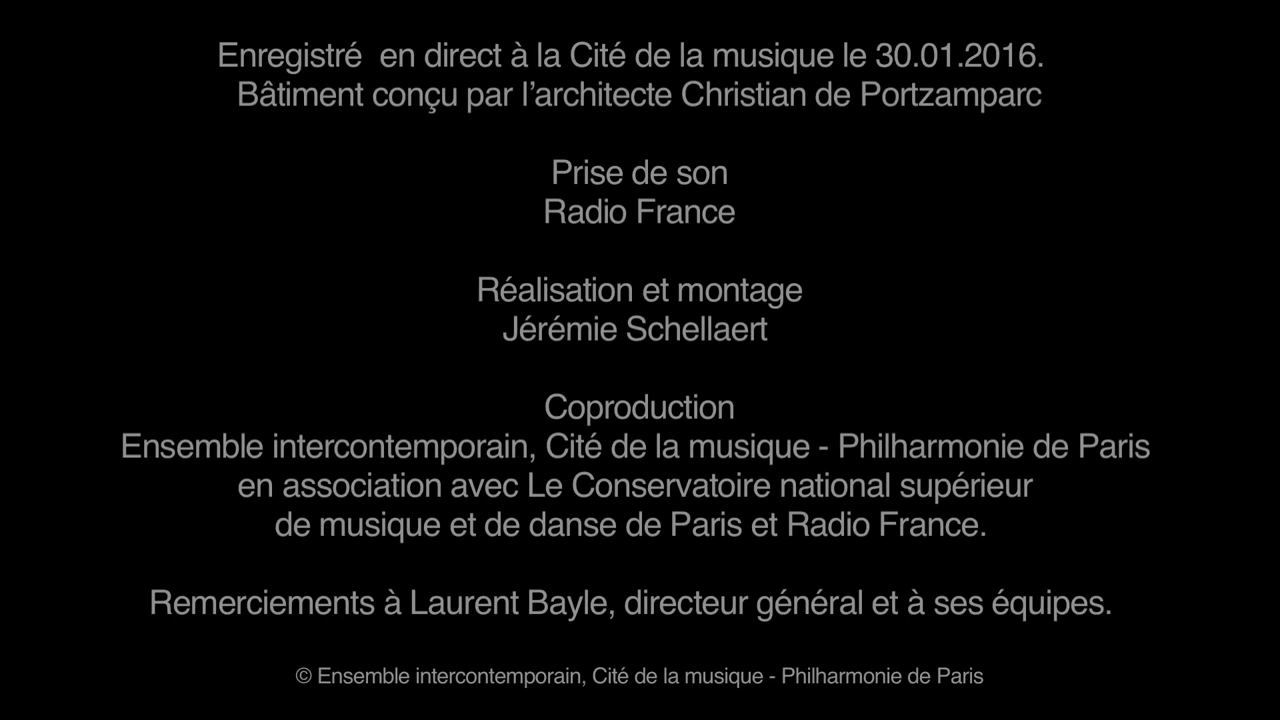 Enregistré  en direct à la Cité de la musique le 30.01.2016.
Bâtiment conçu par l’architecte Christian de Portzamparc
Prise de son
Radio France
Réalisation et montage
Jérémie Schellaert
Coproduction
Ensemble intercontemporain, Cité de la musique - Philharmonie de Paris
en association avec Le Conservatoire national supérieur
de musique et de danse de Paris et Radio France.
Remerciements à Laurent Bayle, directeur général et à ses équipes.
© Ensemble intercontemporain, Cité de la musique - Philharmonie de Paris